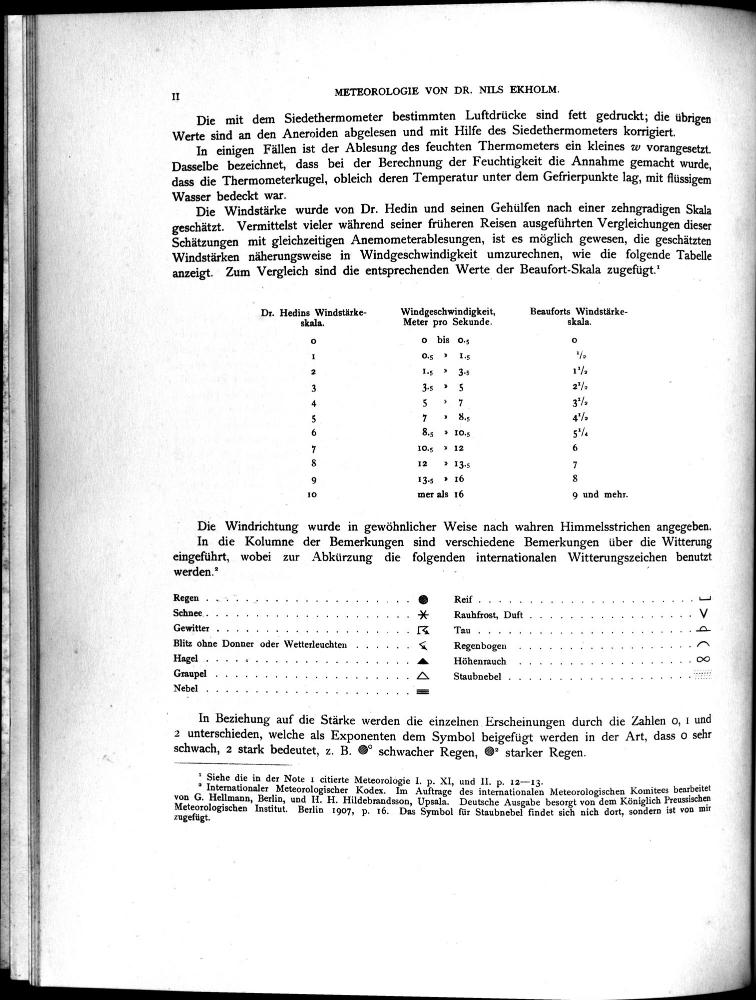 II
METEOROLOGIE VON DR. NILS EKHOLM.
Die mit dem Siedethermometer bestimmten Luftdrücke sind fett gedruckt; die übrigen
Werte sind an den Aneroiden abgelesen und mit Hilfe des Siedethermometers korrigiert.
In einigen Fällen ist der Ablesung des feuchten Thermometers ein kleines w vorangesetzt.
Dasselbe bezeichnet, dass bei der Berechnung der Feuchtigkeit die Annahme gemacht wurde,
dass die Thermometerkugel, obleich deren Temperatur unter dem Gefrierpunkte lag, mit flüssigem
Wasser bedeckt war.
Die Windstärke wurde von Dr. Hedin und seinen Gehülfen nach einer zehngradigen Skala
geschätzt. Vermittelst vieler während seiner früheren Reisen ausgeführten Vergleichungen dieser
Schätzungen mit gleichzeitigen Anemometerablesungen, ist es möglich gewesen, die geschätzten
Windstärken näherungsweise in Windgeschwindigkeit umzurechnen, wie die folgende Tabelle
anzeigt. Zum Vergleich sind die entsprechenden Werte der Beaufort-Skala zugefügt.¹
Dr. Hedins Windstärke-skala. Windgeschwindigkeit, Meter pro Sekunde. Beauforts Windstärke-skala.
0 0 bis 0.5 0
1 0.5 » 1.5 ¹/₂
2 1.5 » 3.5 1¹/₂
3 3.5 » 5 2¹/₂
4 5 » 7 3¹/₂
5 7 » 8.5 4¹/₂
6 8.5 » 10.5 5¹/₄
7 10.5 » 12 6
8 12 » 13.5 7
9 13.5 » 16 8
10 mer als 16 9 und mehr.
Die Windrichtung wurde in gewöhnlicher Weise nach wahren Himmelsstrichen angegeben.
In die Kolumne der Bemerkungen sind verschiedene Bemerkungen über die Witterung
eingeführt, wobei zur Abkürzung die folgenden internationalen Witterungszeichen benutzt
werden.²
Regen
Schnee
Gewitter
Blitz ohne Donner oder Wetterleuchten
Hagel
Graupel
Nebel
Reif
Rauhfrost, Duft
Tau
Regenbogen
Höhenrauch
Staubnebel
In Beziehung auf die Stärke werden die einzelnen Erscheinungen durch die Zahlen 0, 1 und
2 unterschieden, welche als Exponenten dem Symbol beigefügt werden in der Art, dass 0 sehr
schwach, 2 stark bedeutet, z. B. ●⁰ schwacher Regen, ●² starker Regen.
¹ Siehe die in der Note 1 citierte Meteorologie I. p. XI, und II. p. 12—13.
² Internationaler Meteorologischer Kodex. Im Auftrage des internationalen Meteorologischen Komitees bearbeitet
von G. Hellmann, Berlin, und H. H. Hildebrandsson, Upsala. Deutsche Ausgabe besorgt von dem Königlich Preussischen
Meteorologischen Institut. Berlin 1907, p. 16. Das Symbol für Staubnebel findet sich nich dort, sondern ist von mir
zugefügt.